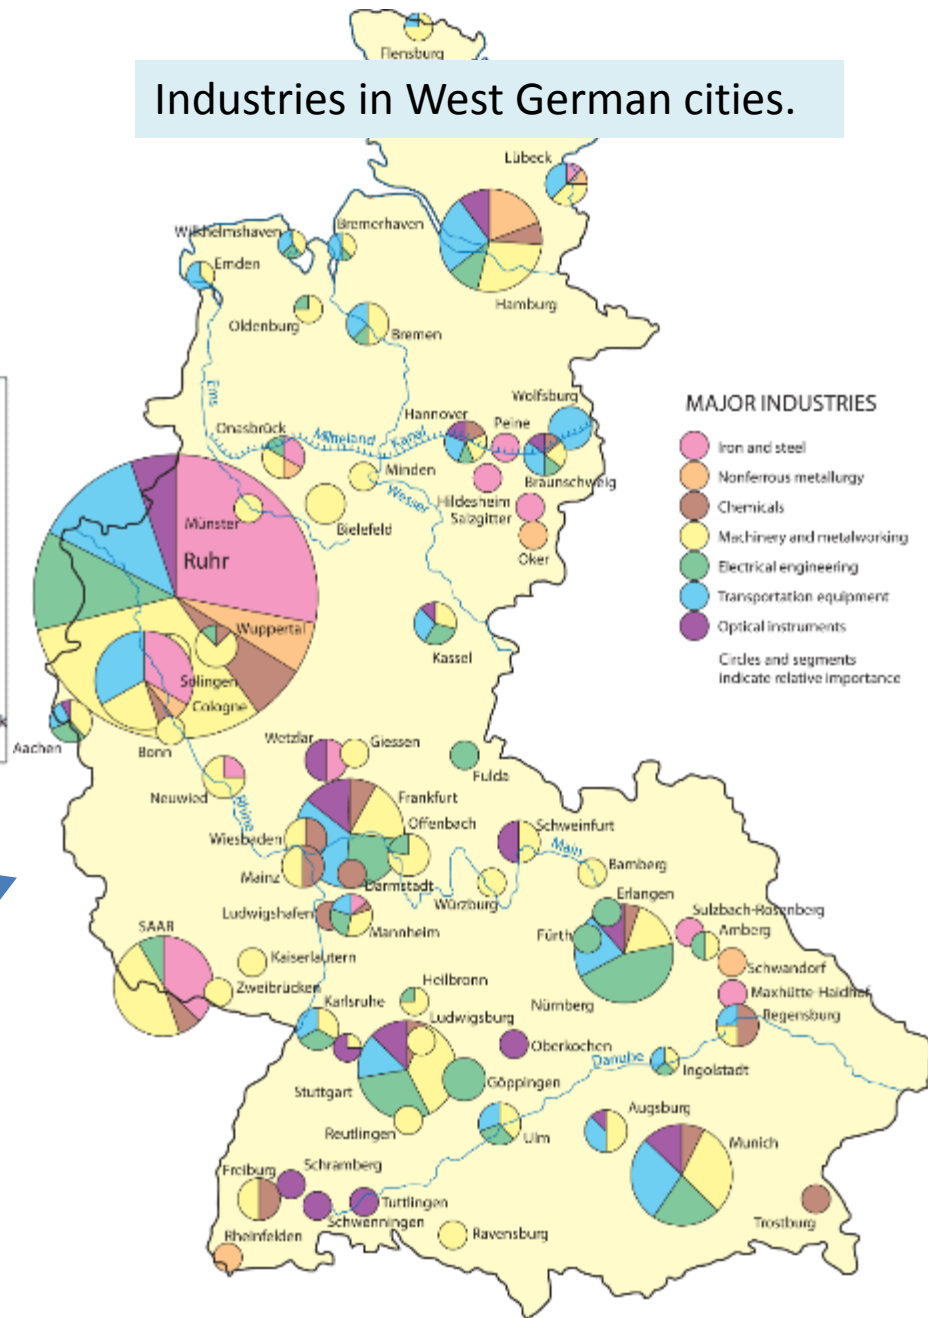 Flensburg
Industries in West German cities.
Lübeck
Wilhelmshaven
Bremerhaven
Emden
Hamburg
Oldenburg
Bremen
Ems
Wolfsburg
Hannover
Peine
Onasbrück
Mittelland
Kanal
Minden
Braunschweig
Hildesheim
Weser
Salzgitter
Münster
Bielefeld
Oker
Ruhr
Wuppertal
Kassel
Solingen
Cologne
Aachen
Bonn
Wetzlar
Giessen
Fulda
Neuwied
Rhine
Frankfurt
Offenbach
Wiesbaden
Schweinfurt
Main
Mainz
Darmstadt
Bamberg
Würzburg
Erlangen
Ludwigshafen
Mannheim
Sulzbach-Rosenberg
SAAR
Fürth
Amberg
Kaiserlautern
Schwandorf
Zweibrücken
Heilbronn
Maxhütte-Haidhof
Karlsruhe
Nürnberg
Ludwigsburg
Regensburg
Oberkochen
Danube
Ingolstadt
Stuttgart
Göppingen
Reutlingen
Ulm
Augsburg
Munich
Freiburg
Schramberg
Tuttlingen
Schwenningen
Trostburg
Rheinfelden
Ravensburg
MAJOR INDUSTRIES
Iron and steel
Nonferrous metallurgy
Chemicals
Machinery and metalworking
Electrical engineering
Transportation equipment
Optical instruments
Circles and segments
indicate relative importance